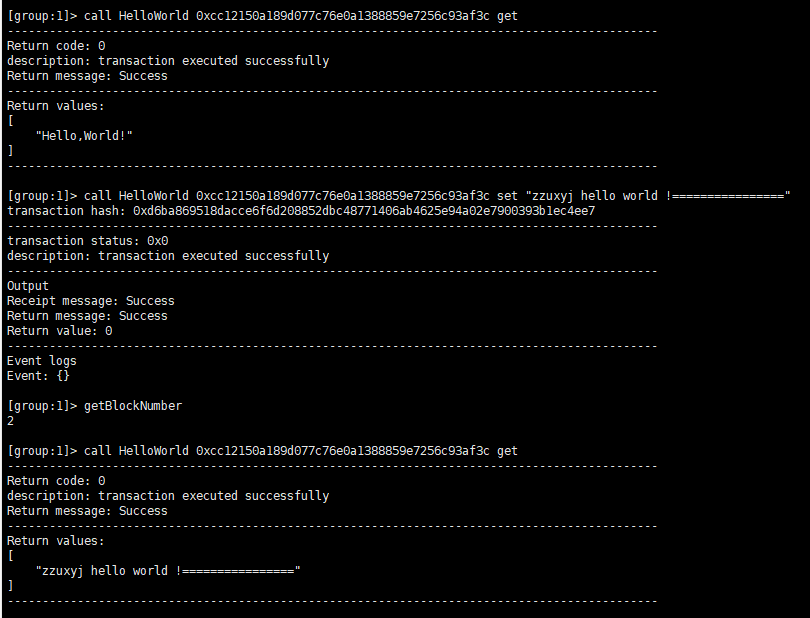 [group:1]> call HelloWorld 0xcc12150a189d077c76e0a1388859e7256c93af3c get
---------------------------------------------------------------------------------------------
Return code: 0
description: transaction executed successfully
Return message: Success
---------------------------------------------------------------------------------------------
Return values:
[
    "Hello,World!"
]
---------------------------------------------------------------------------------------------
[group:1]> call HelloWorld 0xcc12150a189d077c76e0a1388859e7256c93af3c set "zzuxyj hello world !================"
transaction hash: 0xd6ba869518dacce6f6d208852dbc48771406ab4625e94a02e7900393b1ec4ee7
---------------------------------------------------------------------------------------------
transaction status: 0x0
description: transaction executed successfully
---------------------------------------------------------------------------------------------
Output
Receipt message: Success
Return message: Success
Return value: 0
---------------------------------------------------------------------------------------------
Event logs
Event: {}
[group:1]> getBlockNumber
2
[group:1]> call HelloWorld 0xcc12150a189d077c76e0a1388859e7256c93af3c get
---------------------------------------------------------------------------------------------
Return code: 0
description: transaction executed successfully
Return message: Success
---------------------------------------------------------------------------------------------
Return values:
[
    "zzuxyj hello world !================"
]
---------------------------------------------------------------------------------------------